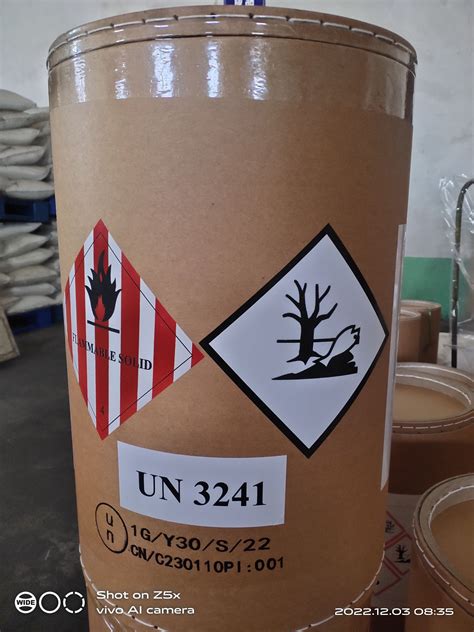 FLAMMABLE SOLID
4
UN 3241
u
n
1G/Y30/S/22
CN/C230110PI:001
WIDE
Shot on Z5x
vivo AI camera
2022.12.03 08:35